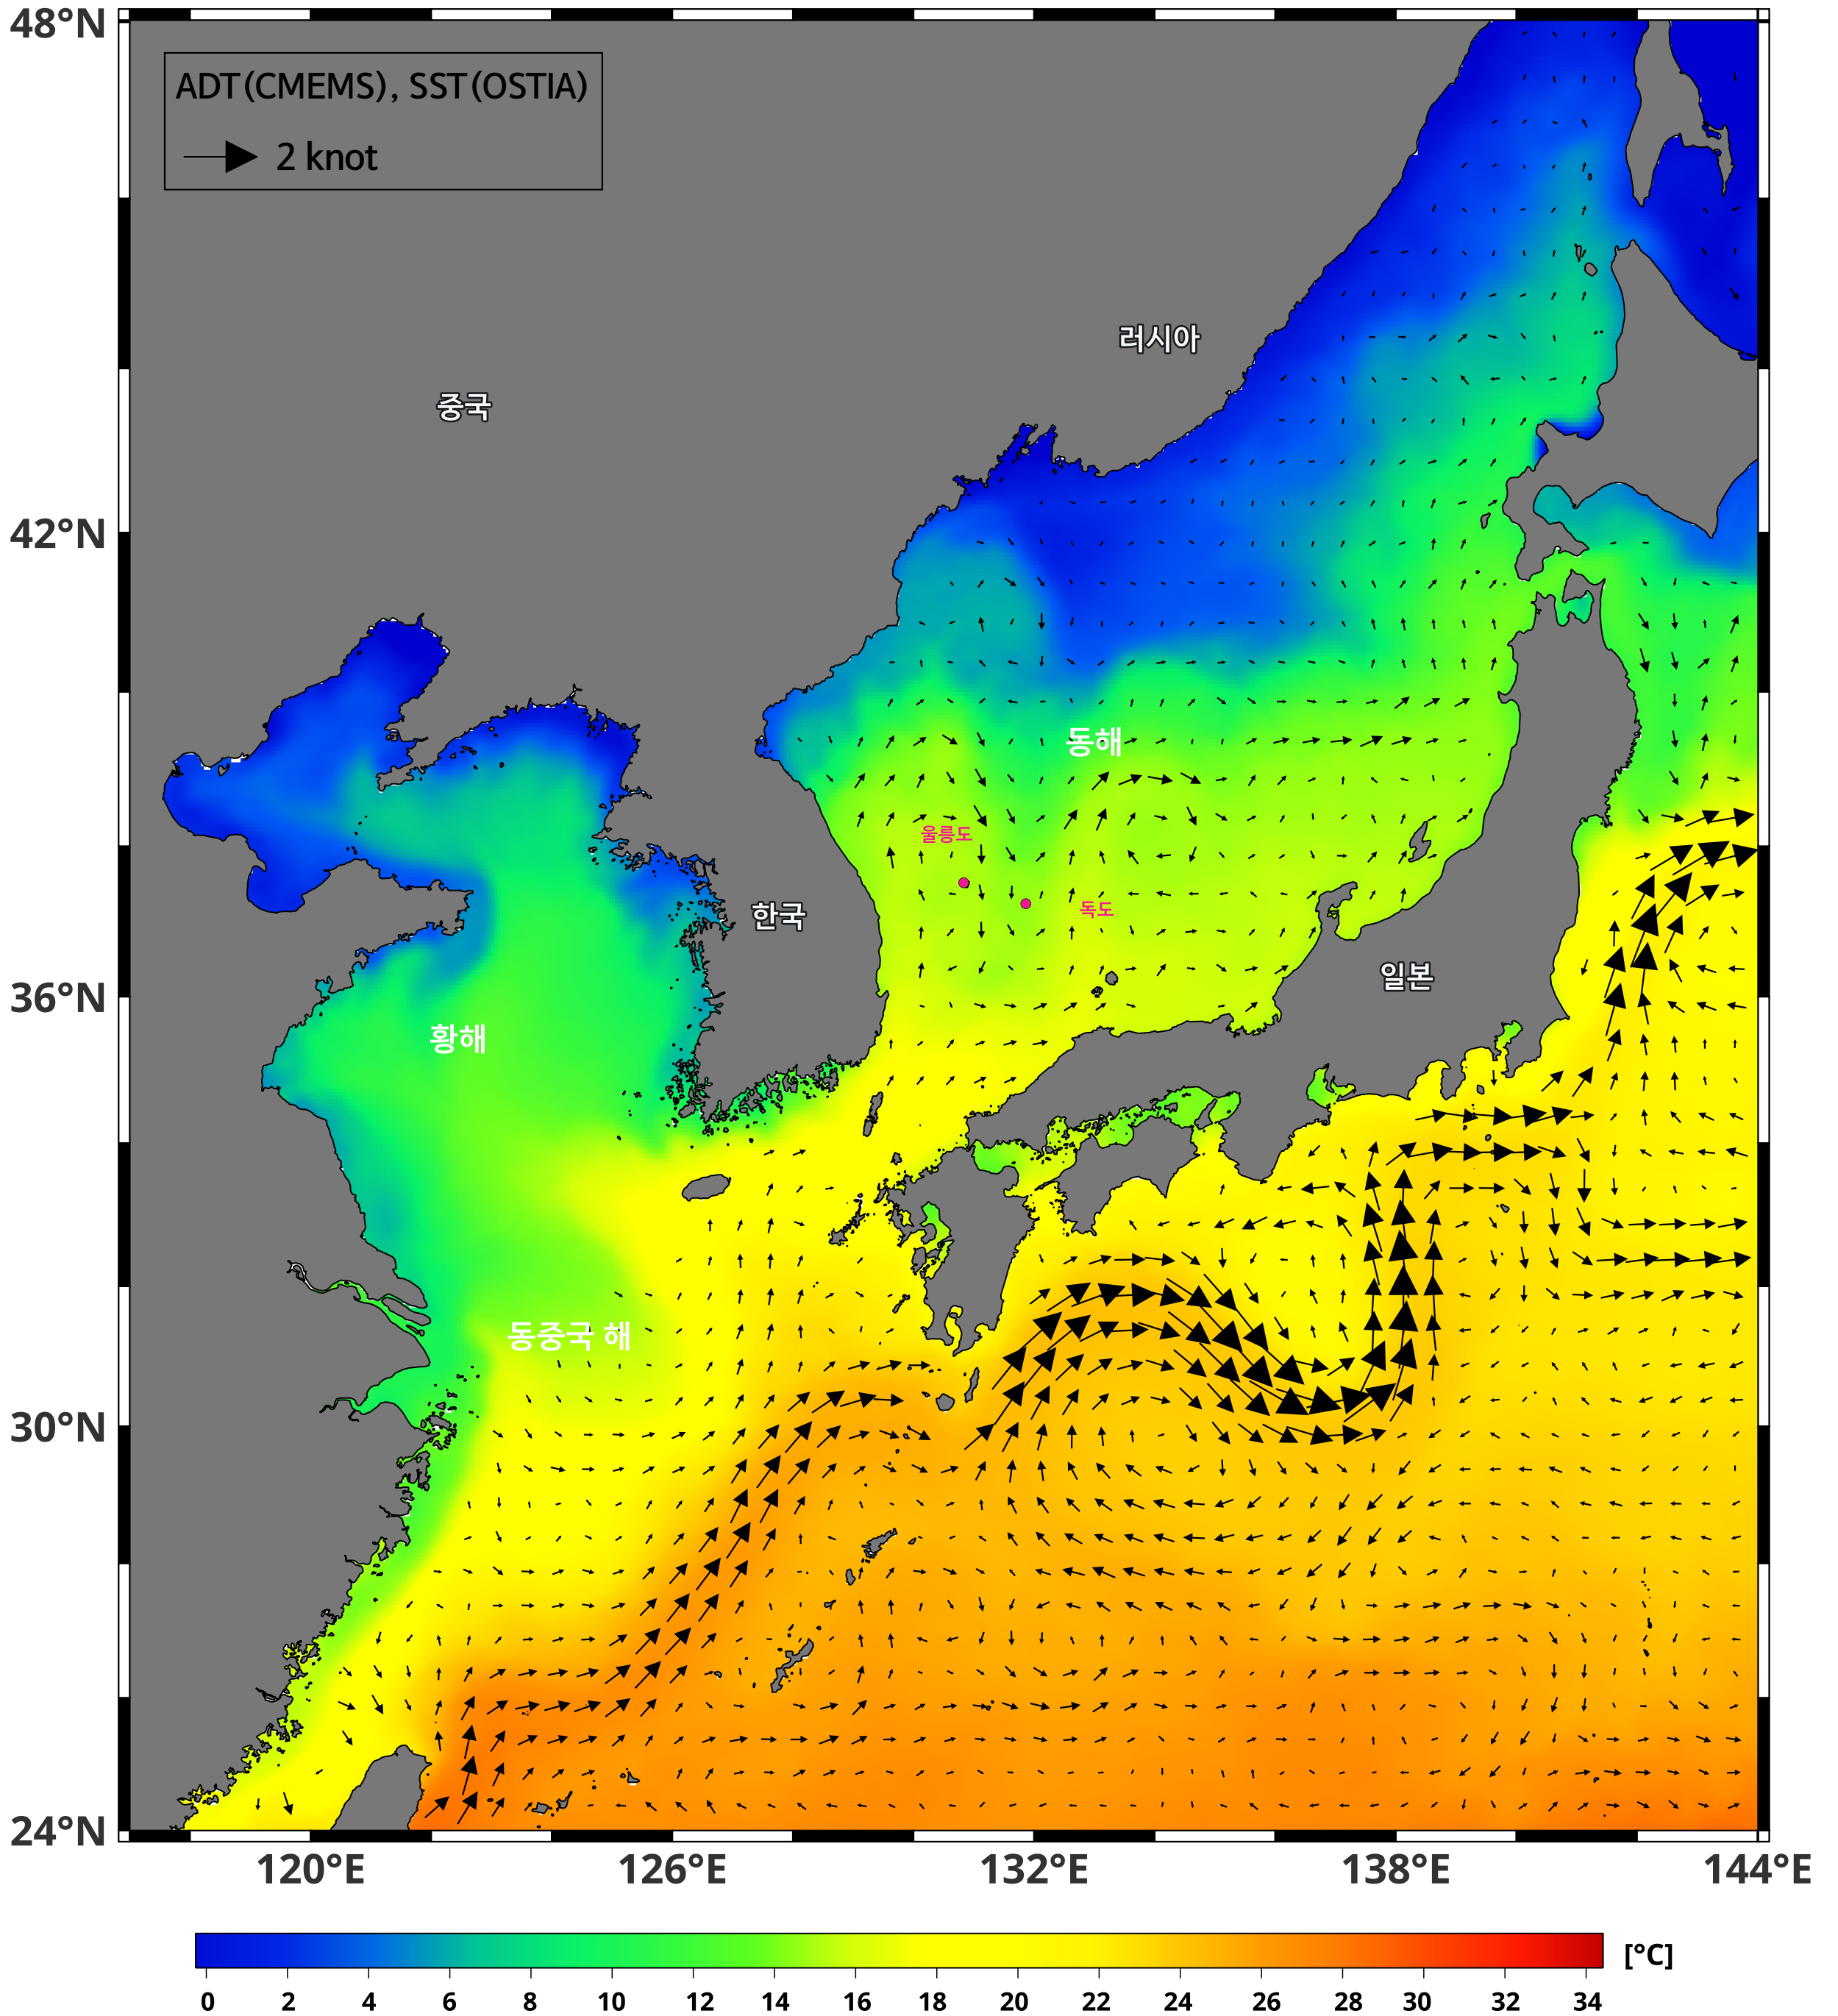 48°N
ADT(CMEMS), SST(OSTIA)
2 knot
러시아
중국
42°N
동해
울릉도
독도
한국
일본
36°N
황해
동중국 해
30°N
24°N
120°E 126°E 132°E 138°E 144°E
[°C]
0 2 4 6 8 10 12 14 16 18 20 22 24 26 28 30 32 34